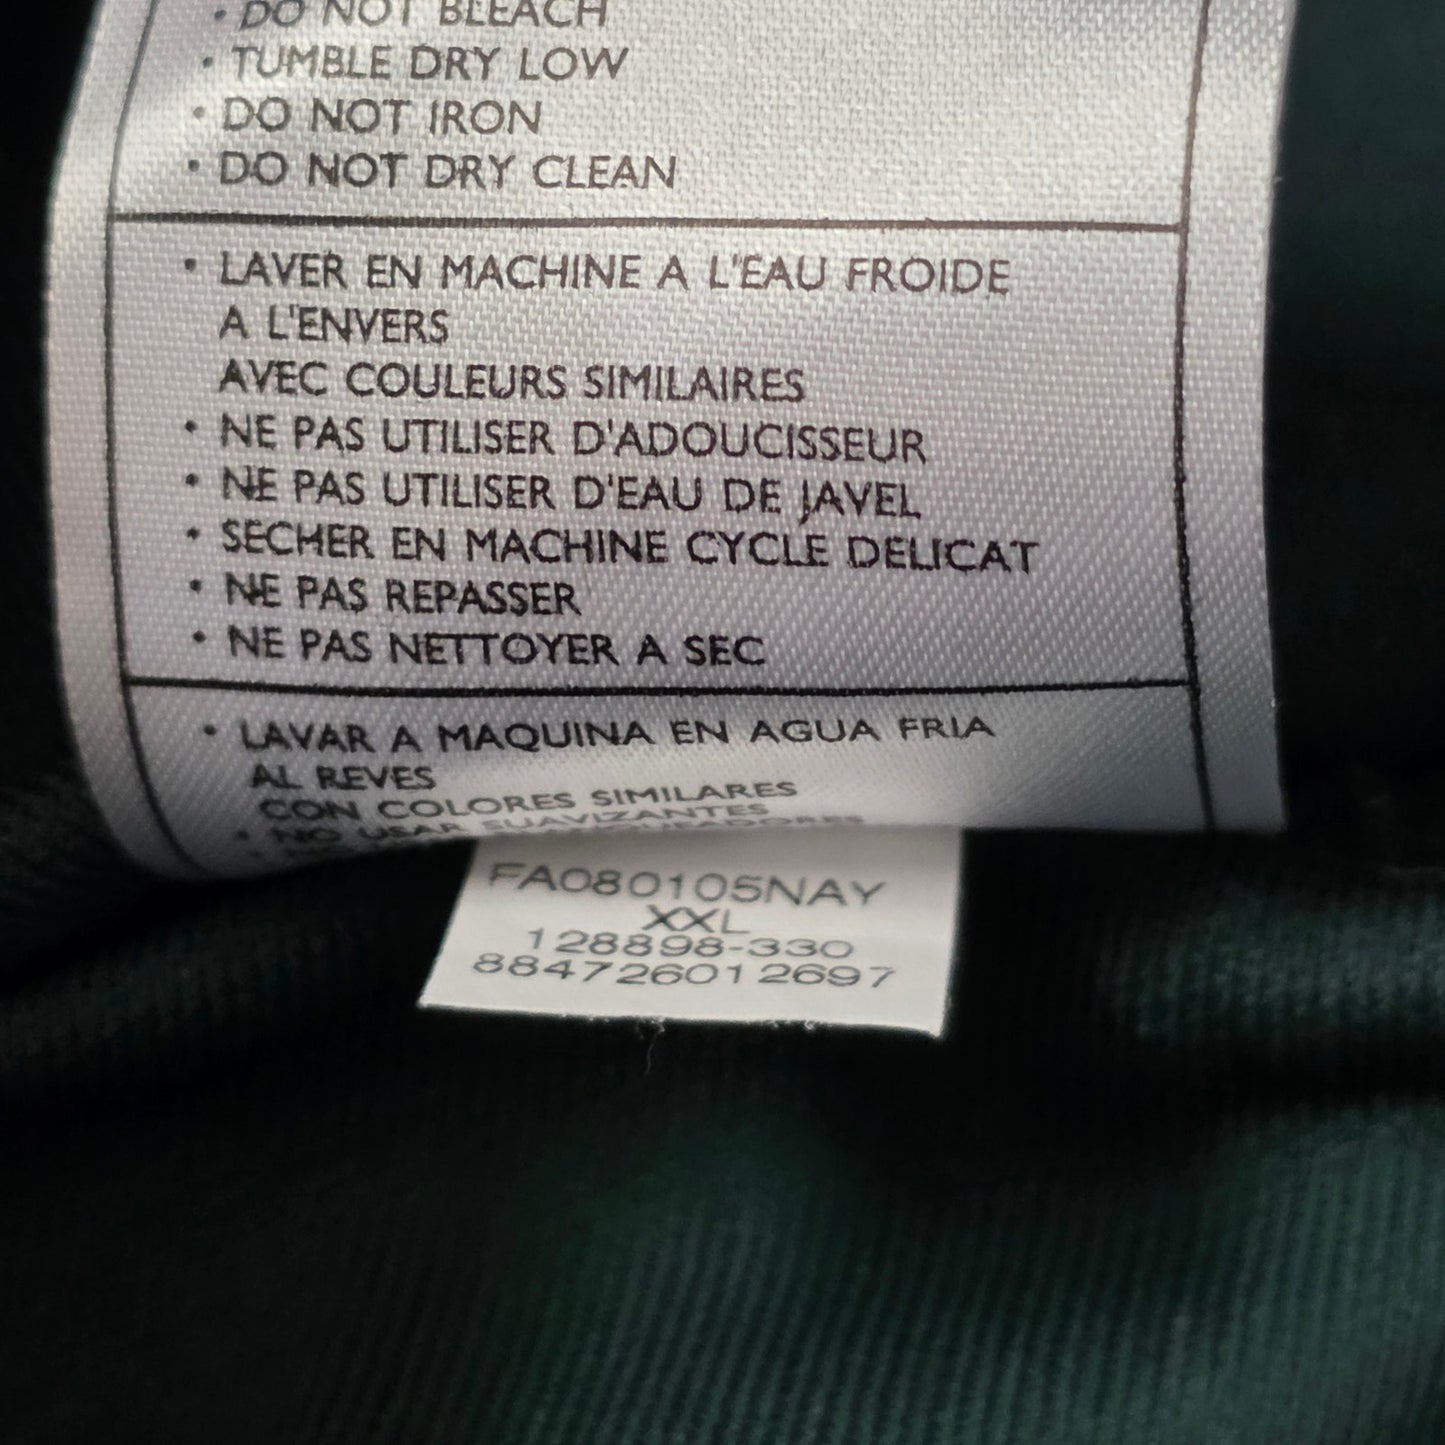 • DO NOT BLEACH
• TUMBLE DRY LOW
• DO NOT IRON
• DO NOT DRY CLEAN
• LAVER EN MACHINE A L'EAU FROIDE
A L'ENVERS
AVEC COULEURS SIMILAIRES
• NE PAS UTILISER D'ADOUCISSEUR
• NE PAS UTILISER D'EAU DE JAVEL
• SECHER EN MACHINE CYCLE DELICAT
• NE PAS REPASSER
• NE PAS NETTOYER A SEC
• LAVAR A MAQUINA EN AGUA FRIA
AL REVES
CON COLORES SIMILARES
• NO USAR SUAVIZANTES
FA080105NAY
XXL
128898-330
884726012697